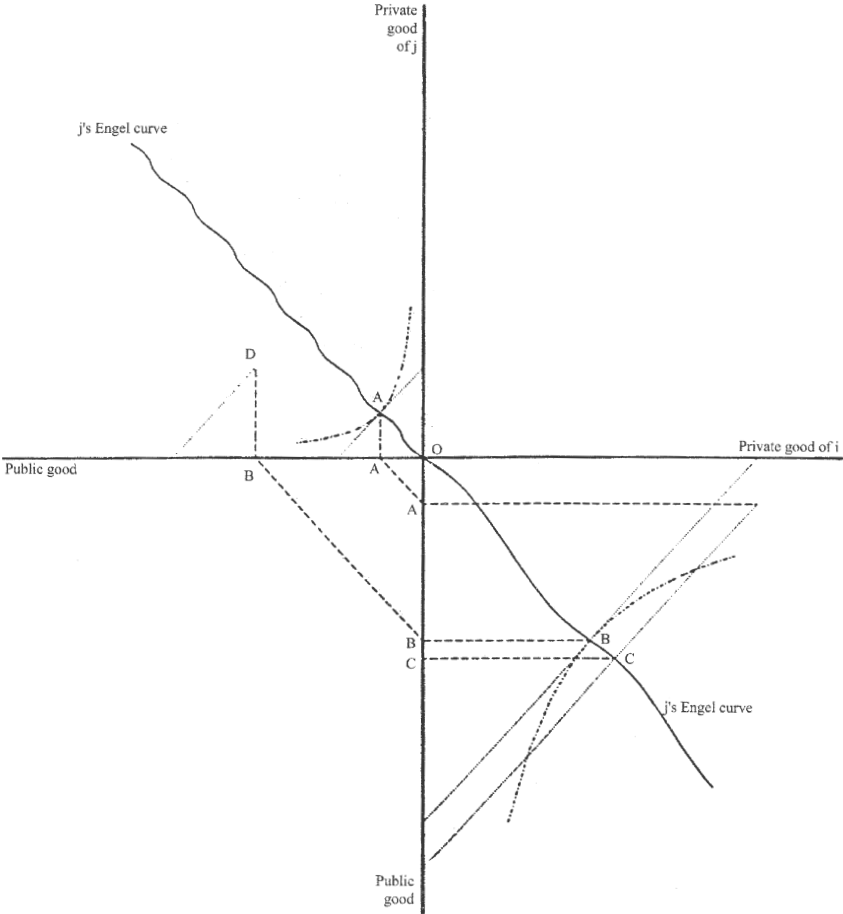 Private
good
of j
j's Engel curve
D
A
O
Private good of i
Public good
B
A
A
B
B
C
C
j's Engel curve
Public
good